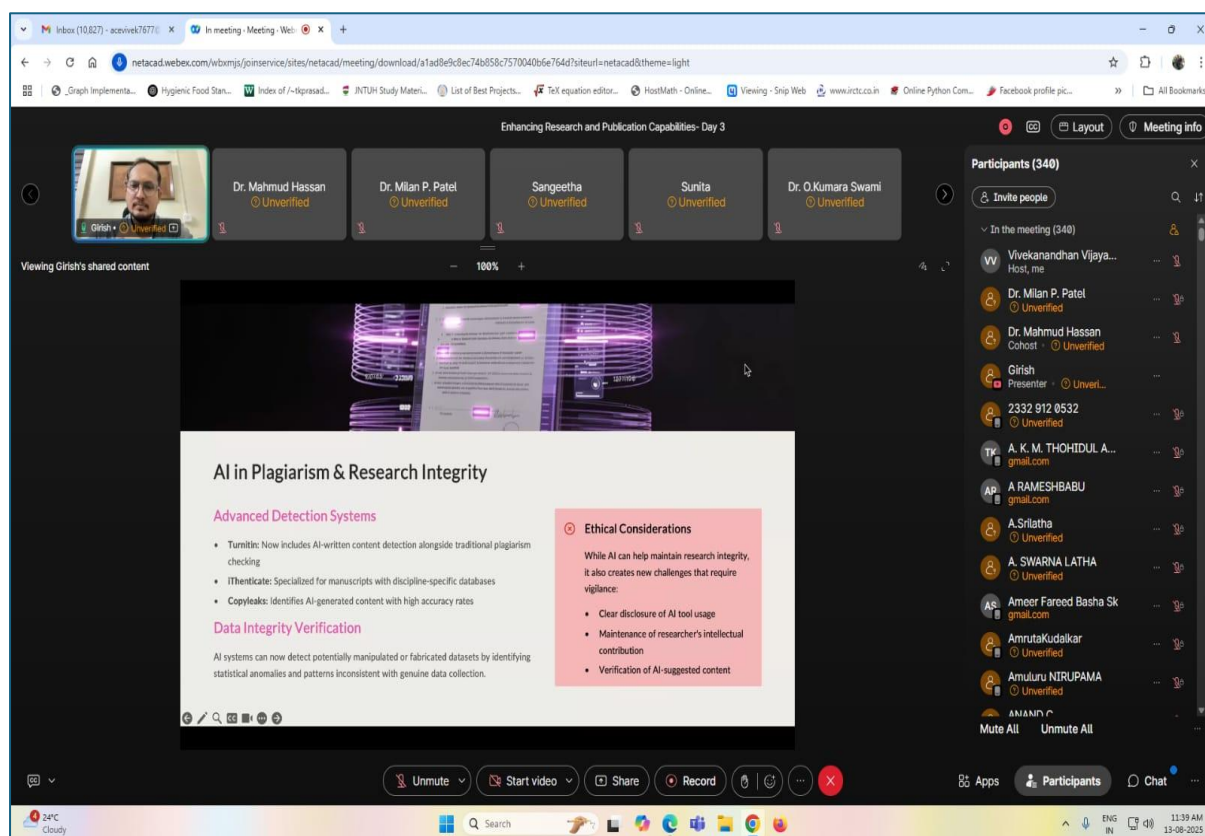 Inbox (10,827) - acevivek7677@
In meeting - Meeting - Web
netacad.webex.com/wbxmjs/joinservice/sites/netacad/meeting/download/a1ad8e9c8ec74b858c7570040b6e764d?siteurl=netacad&theme=light
_Graph Implementa...
Hygienic Food Stan...
Index of /~tkprasad...
JNTUH Study Materi...
List of Best Projects...
TeX equation editor...
HostMath - Online...
Viewing - Snip Web
www.irctc.co.in
Online Python Com...
Facebook profile pic...
»
All Bookmarks
Enhancing Research and Publication Capabilities- Day 3
Layout
Meeting info
Girish • Unverified
Dr. Mahmud Hassan
Unverified
Dr. Milan P. Patel
Unverified
Sangeetha
Unverified
Sunita
Unverified
Dr. O.Kumara Swami
Unverified
Viewing Girish's shared content
− 100% +
AI in Plagiarism & Research Integrity
Advanced Detection Systems
• Turnitin: Now includes AI-written content detection alongside traditional plagiarism
checking
• iThenticate: Specialized for manuscripts with discipline-specific databases
• Copyleaks: Identifies AI-generated content with high accuracy rates
Data Integrity Verification
AI systems can now detect potentially manipulated or fabricated datasets by identifying
statistical anomalies and patterns inconsistent with genuine data collection.
Ethical Considerations
While AI can help maintain research integrity,
it also creates new challenges that require
vigilance:
• Clear disclosure of AI tool usage
• Maintenance of researcher's intellectual
contribution
• Verification of AI-suggested content
Participants (340)
Invite people
In the meeting (340)
VV
Vivekanandhan Vijaya...
Host, me
Dr. Milan P. Patel
Unverified
Dr. Mahmud Hassan
Cohost • Unverified
Girish
Presenter • Unveri...
2332 912 0532
Unverified
TK
A. K. M. THOHIDUL A...
gmail.com
AR
A RAMESHBABU
gmail.com
A.Srilatha
Unverified
A. SWARNA LATHA
Unverified
AS
Ameer Fareed Basha Sk
gmail.com
AmrutaKudalkar
Unverified
Amuluru NIRUPAMA
Unverified
ANAND C
Mute All
Unmute All
Unmute
Start video
Share
Record
Apps
Participants
Chat
4
24°C
Cloudy
Search
ENG
IN
11:39 AM
13-08-2025